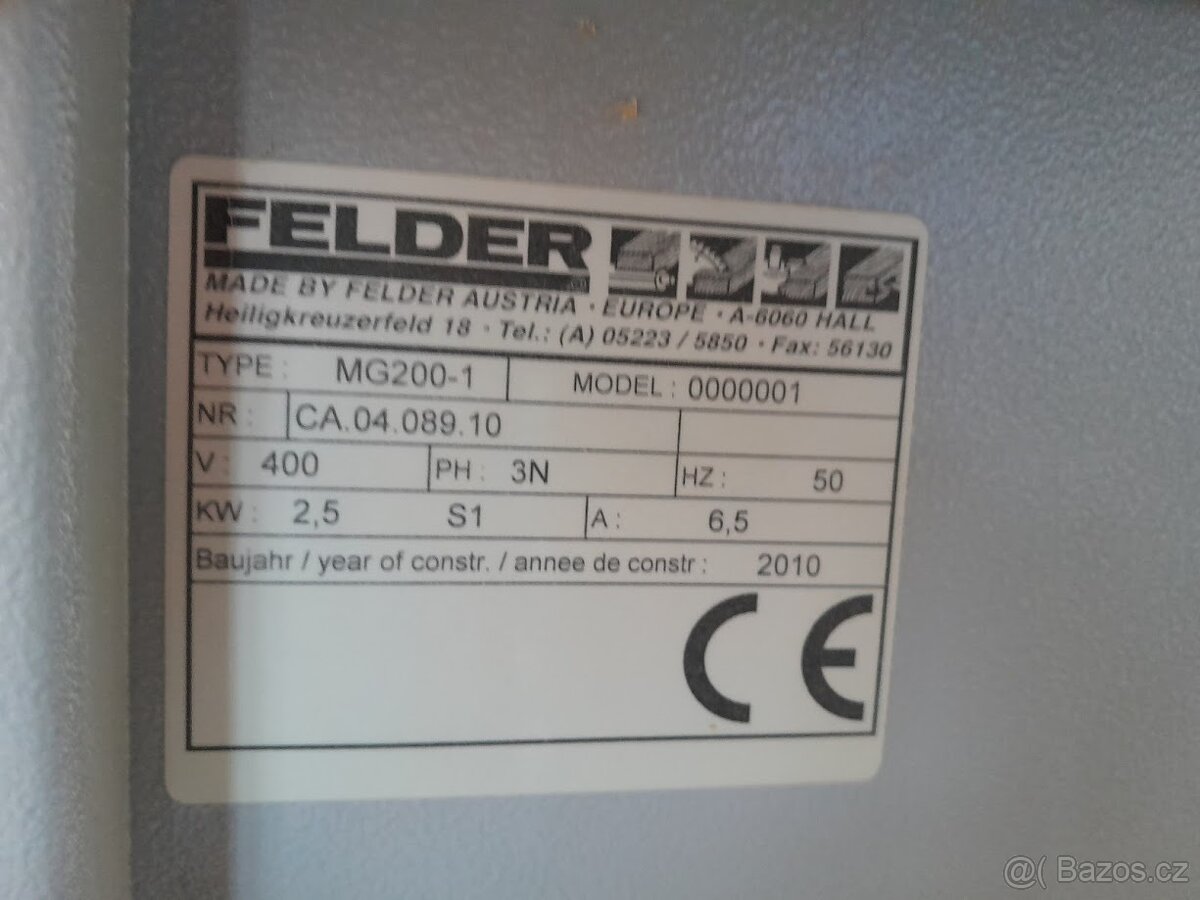 FELDER
MADE BY FELDER AUSTRIA · EUROPE · A-6060 HALL
Heiligkreuzerfeld 18 · Tel.: (A) 05223 / 5850 · Fax: 56130
TYPE : MG200-1 MODEL : 0000001
NR : CA.04.089.10
V : 400 PH : 3N HZ : 50
KW : 2,5 S1 A : 6,5
Baujahr / year of constr. / annee de constr : 2010
CE
@( Bazos.cz